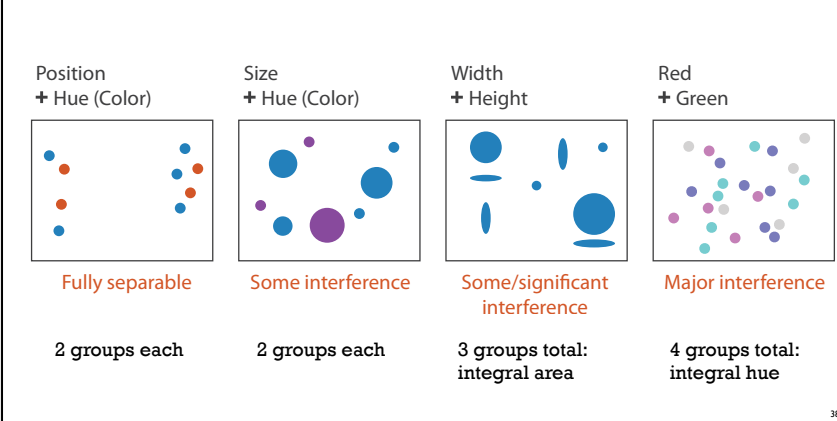 Position
+ Hue (Color)
Fully separable
2 groups each
Size
+ Hue (Color)
Some interference
2 groups each
Width
+ Height
Some/significant
interference
3 groups total:
integral area
Red
+ Green
Major interference
4 groups total:
integral hue
38